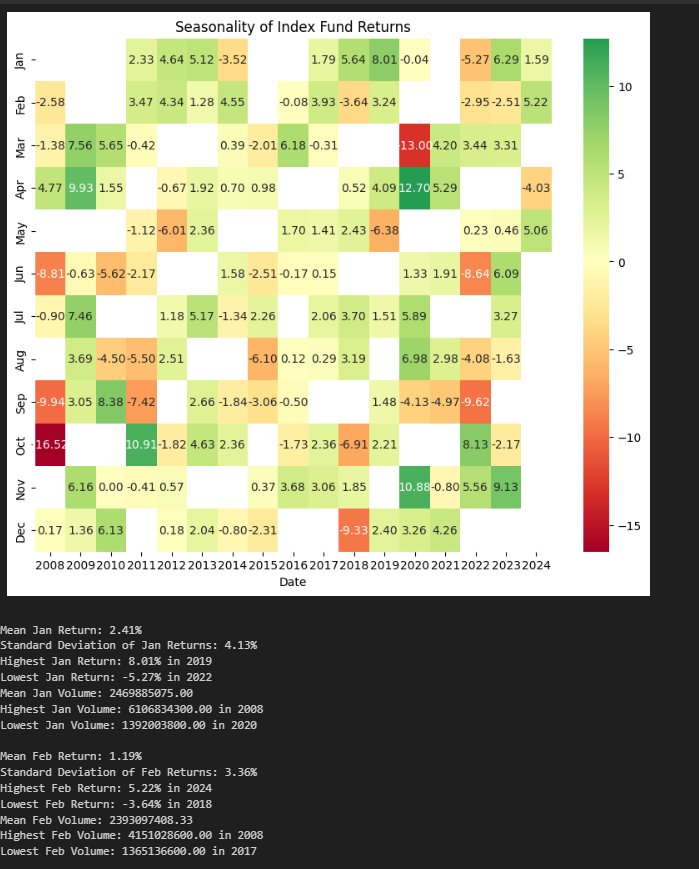 Seasonality of Index Fund Returns
Jan 2.33 4.64 5.12 -3.52 1.79 5.64 8.01 -0.04 -5.27 6.29 1.59
10
Feb -2.58 3.47 4.34 1.28 4.55 -0.08 3.93 -3.64 3.24 -2.95 -2.51 5.22
Mar -1.38 7.56 5.65 -0.42 0.39 -2.01 6.18 -0.31 -13.00 4.20 3.44 3.31
5
Apr 4.77 9.93 1.55 -0.67 1.92 0.70 0.98 0.52 4.09 12.70 5.29 -4.03
May -1.12 -6.01 2.36 1.70 1.41 2.43 -6.38 0.23 0.46 5.06
0
Jun -8.81 -0.63 -5.62 -2.17 1.58 -2.51 -0.17 0.15 1.33 1.91 -8.64 6.09
Jul -0.90 7.46 1.18 5.17 -1.34 2.26 2.06 3.70 1.51 5.89 3.27
-5
Aug 3.69 -4.50 -5.50 2.51 -6.10 0.12 0.29 3.19 6.98 2.98 -4.08 -1.63
Sep -9.94 3.05 8.38 -7.42 2.66 -1.84 -3.06 -0.50 1.48 -4.13 -4.97 -9.62
-10
Oct -16.52 10.91 -1.82 4.63 2.36 -1.73 2.36 -6.91 2.21 8.13 -2.17
Nov 6.16 0.00 -0.41 0.57 0.37 3.68 3.06 1.85 10.88 -0.80 5.56 9.13
-15
Dec 0.17 1.36 6.13 0.18 2.04 -0.80 -2.31 -9.33 2.40 3.26 4.26
2008 2009 2010 2011 2012 2013 2014 2015 2016 2017 2018 2019 2020 2021 2022 2023 2024
Date
Mean Jan Return: 2.41%
Standard Deviation of Jan Returns: 4.13%
Highest Jan Return: 8.01% in 2019
Lowest Jan Return: -5.27% in 2022
Mean Jan Volume: 2469885075.00
Highest Jan Volume: 6106834300.00 in 2008
Lowest Jan Volume: 1392003800.00 in 2020
Mean Feb Return: 1.19%
Standard Deviation of Feb Returns: 3.36%
Highest Feb Return: 5.22% in 2024
Lowest Feb Return: -3.64% in 2018
Mean Feb Volume: 2393097408.33
Highest Feb Volume: 4151028600.00 in 2008
Lowest Feb Volume: 1365136600.00 in 2017